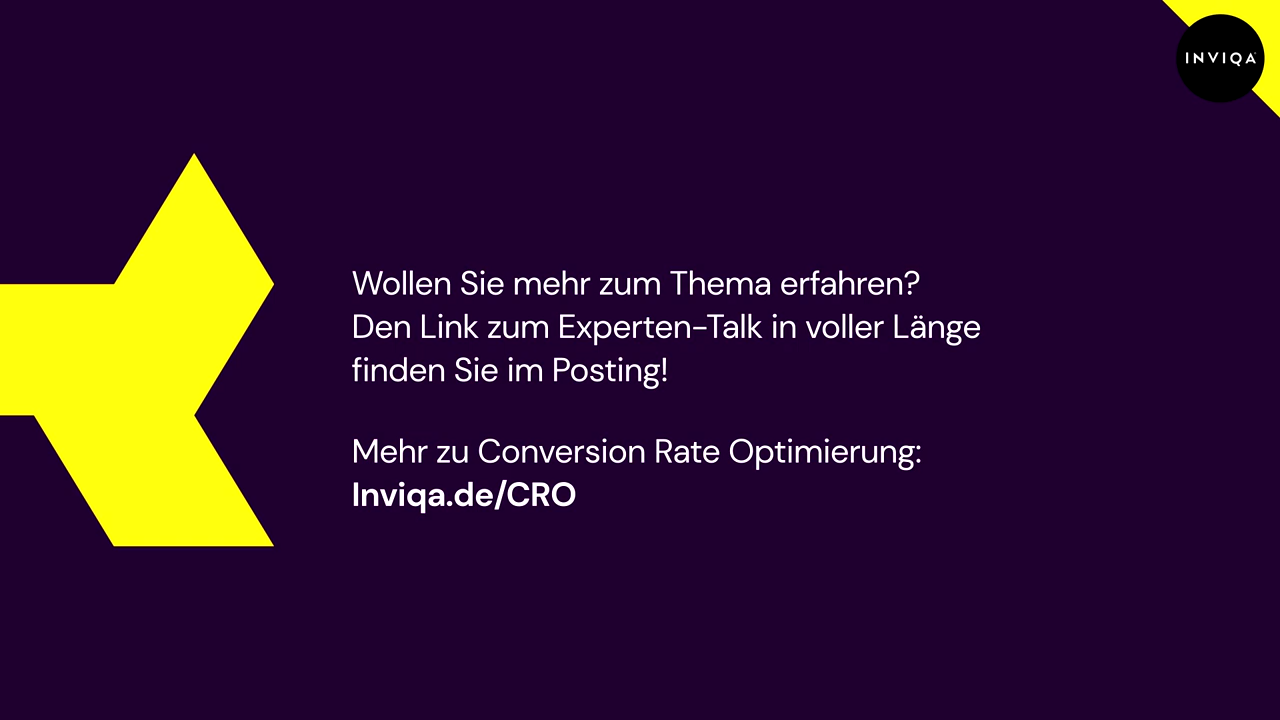 INVIQA
Wollen Sie mehr zum Thema erfahren?
Den Link zum Experten-Talk in voller Länge
finden Sie im Posting!
Mehr zu Conversion Rate Optimierung:
Inviqa.de/CRO